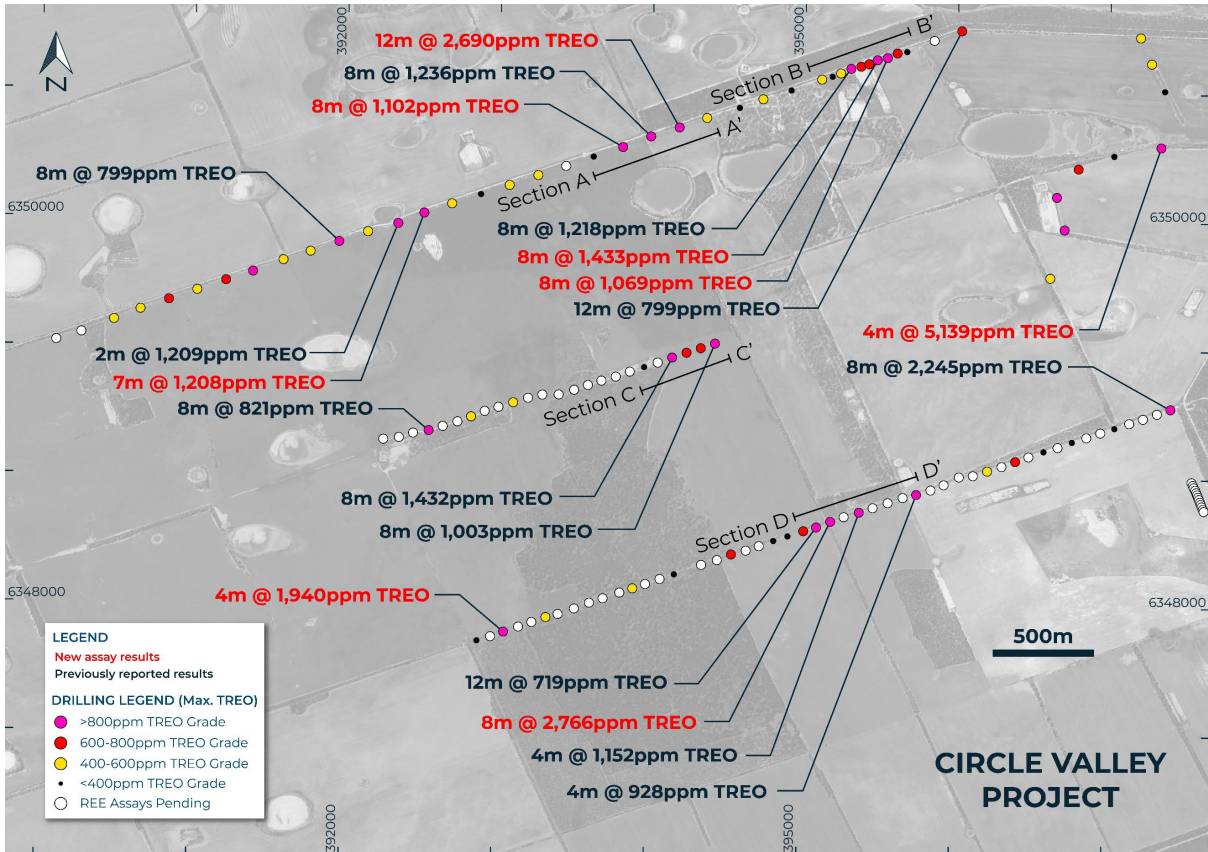 392000
395000
N
12m @ 2,690ppm TREO
8m @ 1,236ppm TREO
8m @ 1,102ppm TREO
Section B
B'
A'
Section A
8m @ 799ppm TREO
6350000
6350000
8m @ 1,218ppm TREO
8m @ 1,433ppm TREO
8m @ 1,069ppm TREO
12m @ 799ppm TREO
4m @ 5,139ppm TREO
8m @ 2,245ppm TREO
2m @ 1,209ppm TREO
7m @ 1,208ppm TREO
8m @ 821ppm TREO
Section C
C'
8m @ 1,432ppm TREO
8m @ 1,003ppm TREO
Section D
D'
4m @ 1,940ppm TREO
6348000
6348000
500m
LEGEND
New assay results
Previously reported results
DRILLING LEGEND (Max. TREO)
>800ppm TREO Grade
600-800ppm TREO Grade
400-600ppm TREO Grade
<400ppm TREO Grade
REE Assays Pending
12m @ 719ppm TREO
8m @ 2,766ppm TREO
4m @ 1,152ppm TREO
4m @ 928ppm TREO
CIRCLE VALLEY
PROJECT
392000
395000